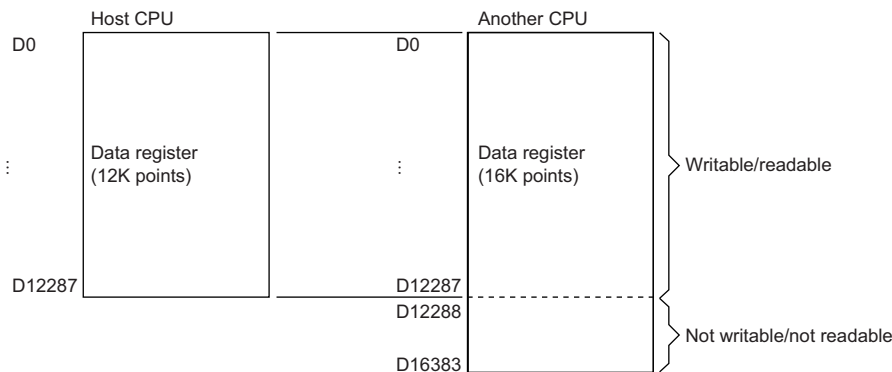 Host CPU
Another CPU
D0
D0
⋮
Data register
(12K points)
⋮
Data register
(16K points)
Writable/readable
D12287
D12287
D12288
Not writable/not readable
D16383